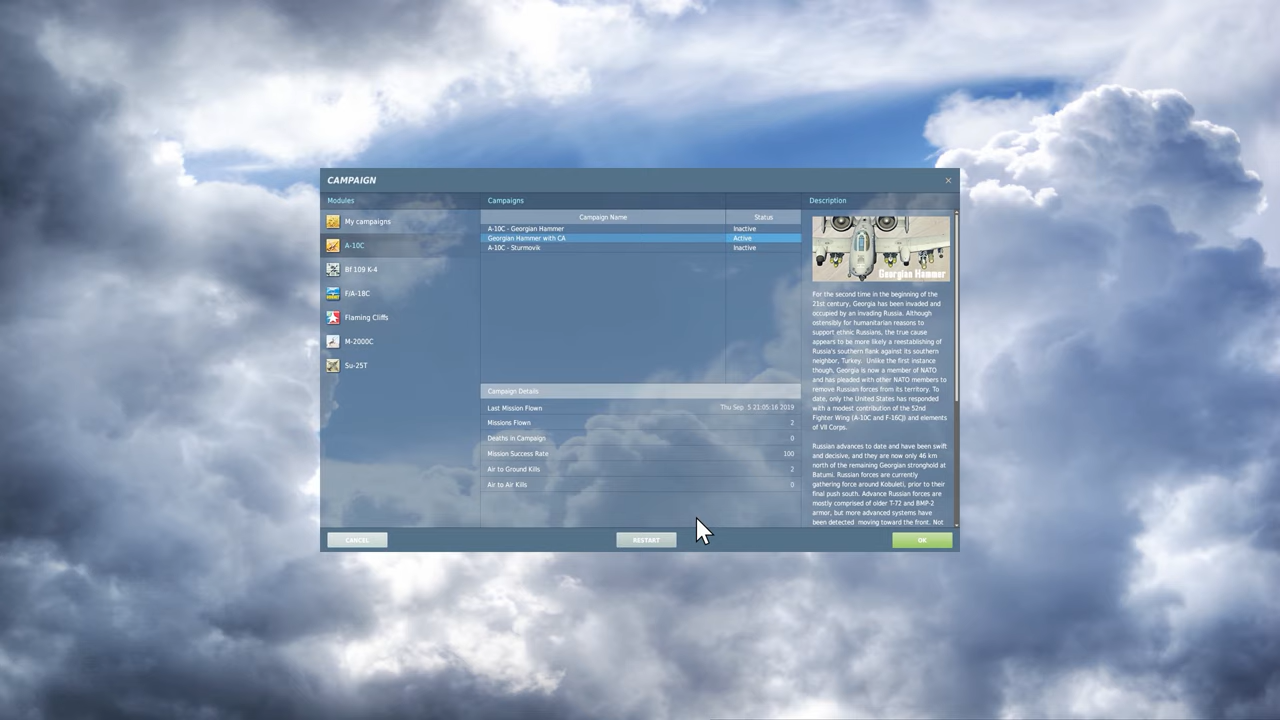 CAMPAIGN
Modules
Campaigns
Description
My campaigns
A-10C
Bf 109 K-4
F/A-18C
Flaming Cliffs
M-2000C
Su-25T
Campaign Name Status
A-10C - Georgian Hammer Inactive
Georgian Hammer with CA Active
A-10C - Sturmovik Inactive
Campaign Details
Last Mission Flown Thu Sep 5 21:05:16 2019
Missions Flown 2
Deaths in Campaign 0
Mission Success Rate 100
Air to Ground Kills 2
Air to Air Kills 0
Georgian Hammer
For the second time in the beginning of the
21st century, Georgia has been invaded and
occupied by an invading Russia. Although
ostensibly for humanitarian reasons to
support ethnic Russians, the true cause
appears to be more likely a reestablishing of
Russia's southern flank against its southern
neighbor, Turkey. Unlike the first instance
though, Georgia is now a member of NATO
and has pleaded with other NATO members to
remove Russian forces from its territory. To
date, only the United States has responded
with a modest contribution of the 52nd
Fighter Wing (A-10C and F-16CJ) and elements
of VII Corps.
Russian advances to date and have been swift
and decisive, and they are now only 46 km
north of the remaining Georgian stronghold at
Batumi. Russian forces are currently
gathering force around Kobuleti, prior to their
final push south. Advance Russian forces are
mostly comprised of older T-72 and BMP-2
armor, but more advanced systems have
been detected moving toward the front. Not
CANCEL
RESTART
OK